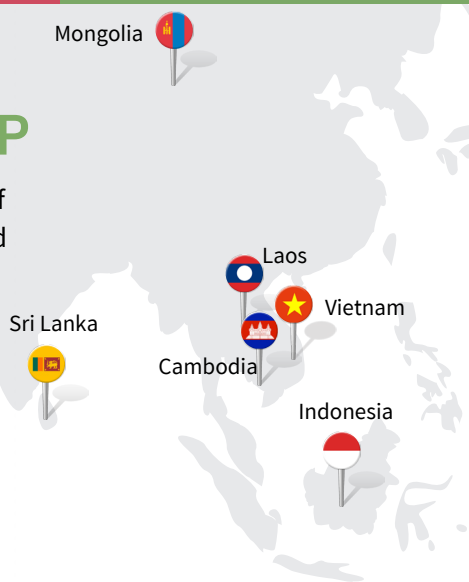 Mongolia
P
f
d
Laos
Vietnam
Sri Lanka
Cambodia
Indonesia